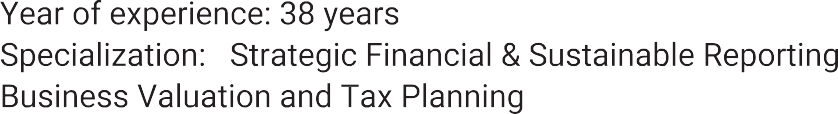 Year of experience: 38 years
Specialization: Strategic Financial & Sustainable Reporting
Business Valuation and Tax Planning